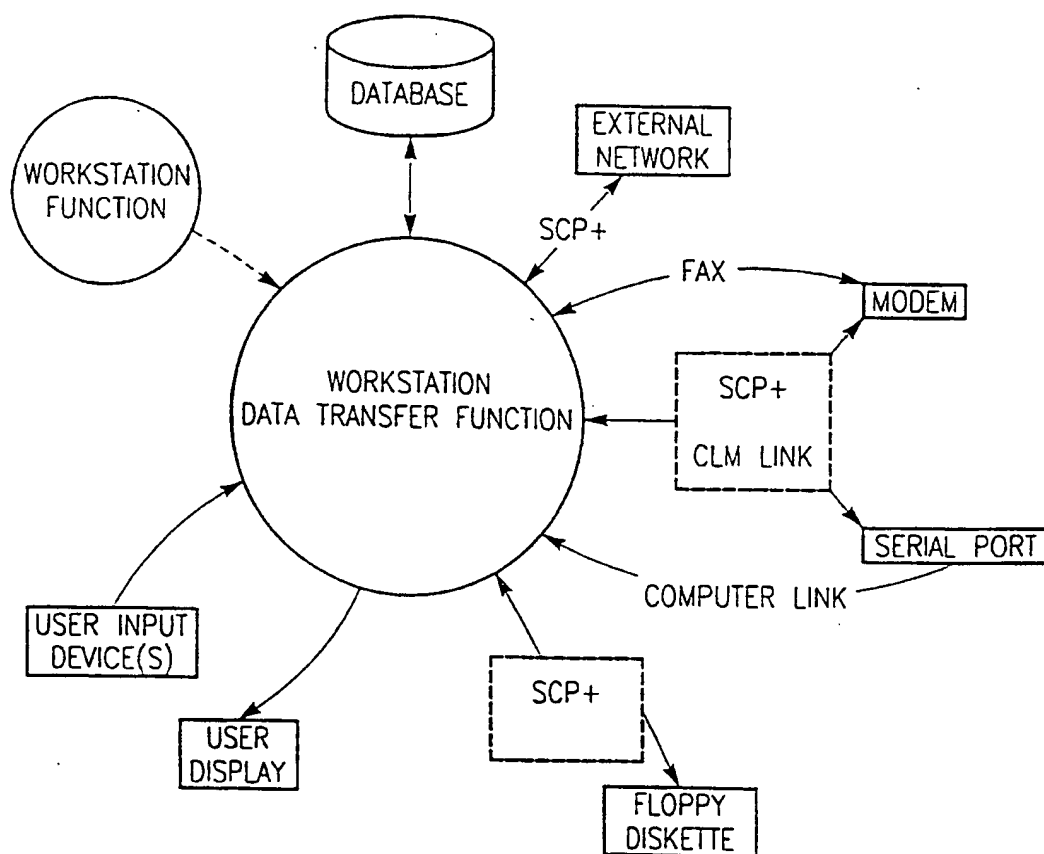 DATABASE
EXTERNAL
NETWORK
WORKSTATION
FUNCTION
SCP+
FAX
MODEM
WORKSTATION
DATA TRANSFER FUNCTION
SCP+
CLM LINK
SERIAL PORT
COMPUTER LINK
USER INPUT
DEVICE(S)
SCP+
USER
DISPLAY
FLOPPY
DISKETTE